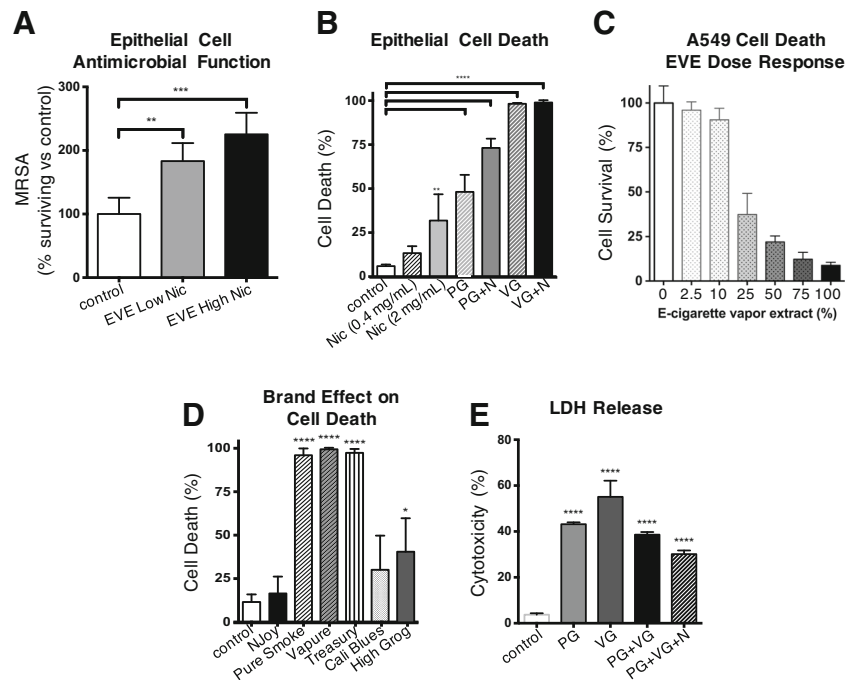 A
Epithelial Cell
Antimicrobial Function
MRSA
(% surviving vs control)
300
200
100
0
**
***
control
EVE Low Nic
EVE High Nic
B
Epithelial Cell Death
Cell Death (%)
100
75
50
25
0
**
****
control
Nic (0.4 mg/mL)
Nic (2 mg/mL)
PG
PG+N
VG
VG+N
C
A549 Cell Death
EVE Dose Response
Cell Survival (%)
100
75
50
25
0
0 2.5 10 25 50 75 100
E-cigarette vapor extract (%)
D
Brand Effect on
Cell Death
Cell Death (%)
100
75
50
25
0
**** **** ****
*
control
NJoy
Pure Smoke
Vapure
Treasury
Cali Blues
High Grog
E
LDH Release
Cytotoxicity (%)
80
60
40
20
0
****
****
****
****
control
PG
VG
PG+VG
PG+VG+N